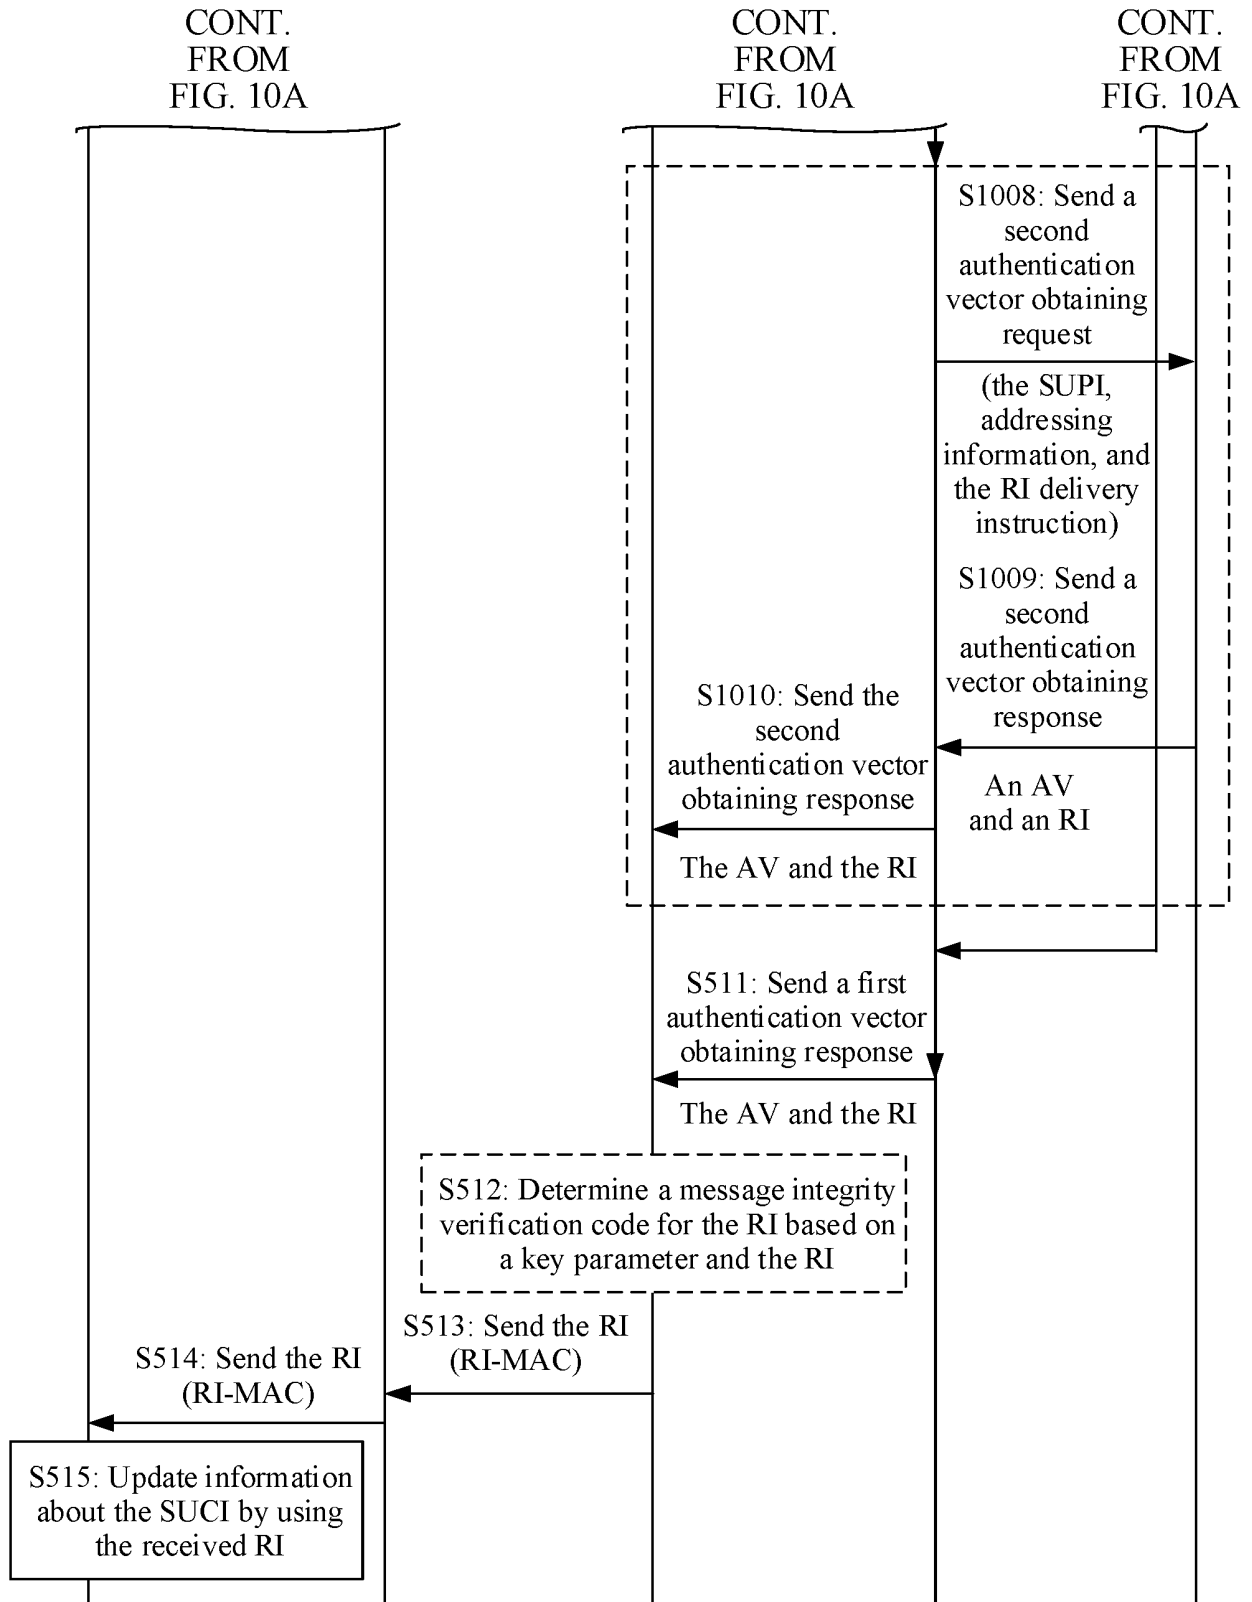 CONT.
FROM
FIG. 10A
CONT.
FROM
FIG. 10A
CONT.
FROM
FIG. 10A
S1008: Send a
second
authentication
vector obtaining
request
(the SUPI,
addressing
information, and
the RI delivery
instruction)
S1009: Send a
second
authentication
vector obtaining
response
An AV
and an RI
S1010: Send the
second
authentication vector
obtaining response
The AV and the RI
S511: Send a first
authentication vector
obtaining response
The AV and the RI
S512: Determine a message integrity
verification code for the RI based on
a key parameter and the RI
S513: Send the RI
(RI-MAC)
S514: Send the RI
(RI-MAC)
S515: Update information
about the SUCI by using
the received RI